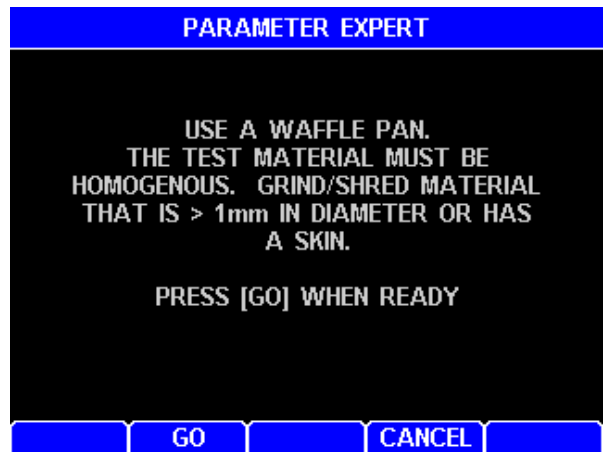 PARAMETER EXPERT
USE A WAFFLE PAN.
THE TEST MATERIAL MUST BE
HOMOGENOUS. GRIND/SHRED MATERIAL
THAT IS > 1mm IN DIAMETER OR HAS
A SKIN.
PRESS [GO] WHEN READY
GO CANCEL